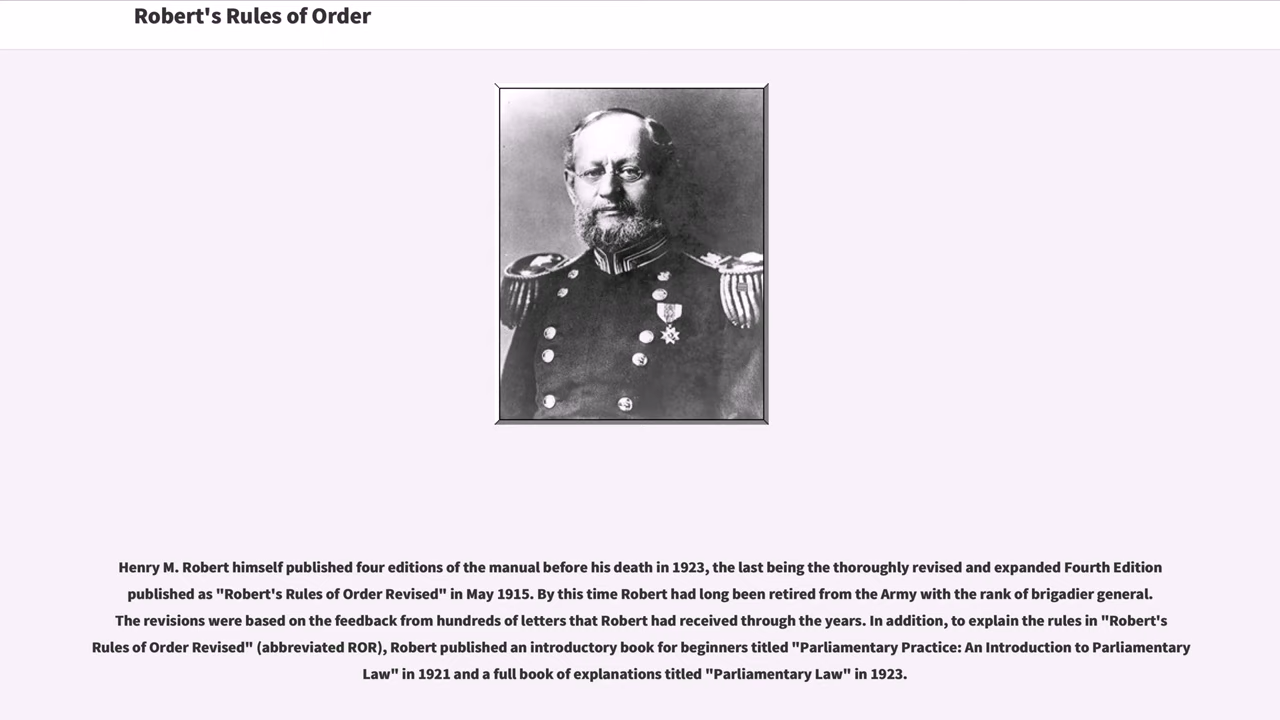 Robert's Rules of Order
Henry M. Robert himself published four editions of the manual before his death in 1923, the last being the thoroughly revised and expanded Fourth Edition
published as "Robert's Rules of Order Revised" in May 1915. By this time Robert had long been retired from the Army with the rank of brigadier general.
The revisions were based on the feedback from hundreds of letters that Robert had received through the years. In addition, to explain the rules in "Robert's
Rules of Order Revised" (abbreviated ROR), Robert published an introductory book for beginners titled "Parliamentary Practice: An Introduction to Parliamentary
Law" in 1921 and a full book of explanations titled "Parliamentary Law" in 1923.